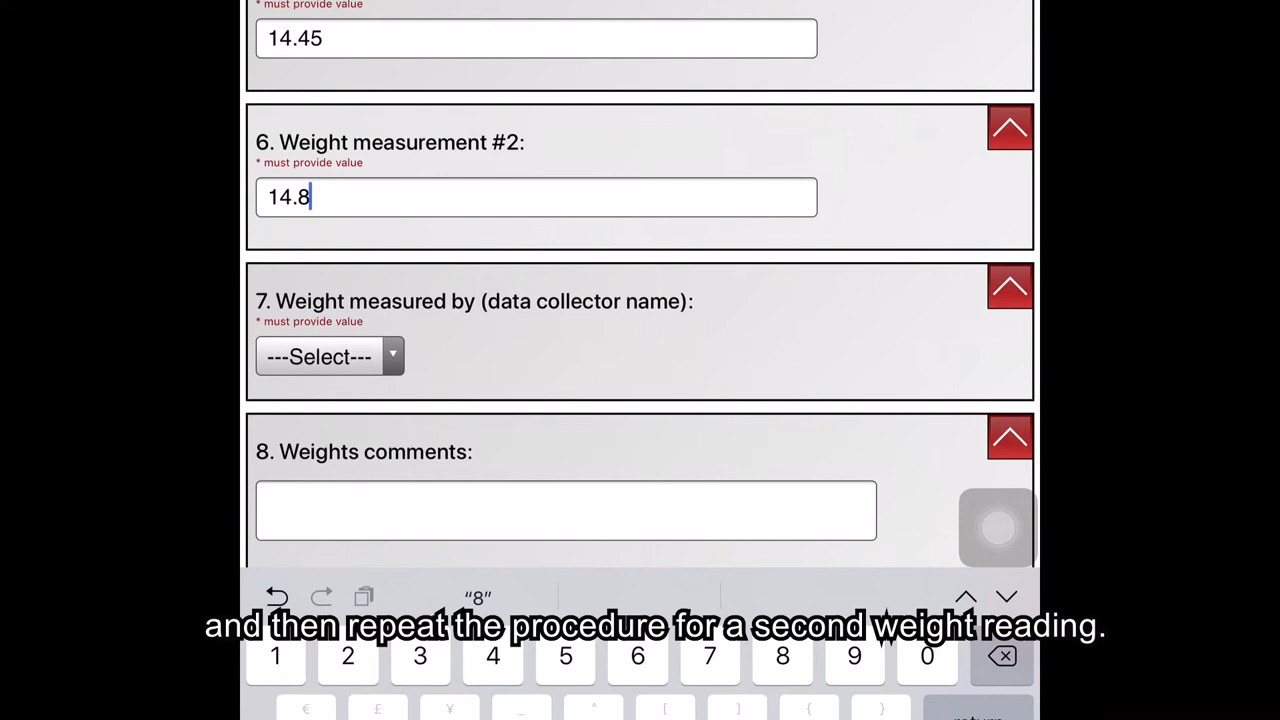 * must provide value
14.45
6. Weight measurement #2:
* must provide value
14.8
7. Weight measured by (data collector name):
* must provide value
---Select---
8. Weights comments:
“8”
and then repeat the procedure for a second weight reading.
1 2 3 4 5 6 7 8 9 0
€ £ ¥ _ ^ [ ] { }
return